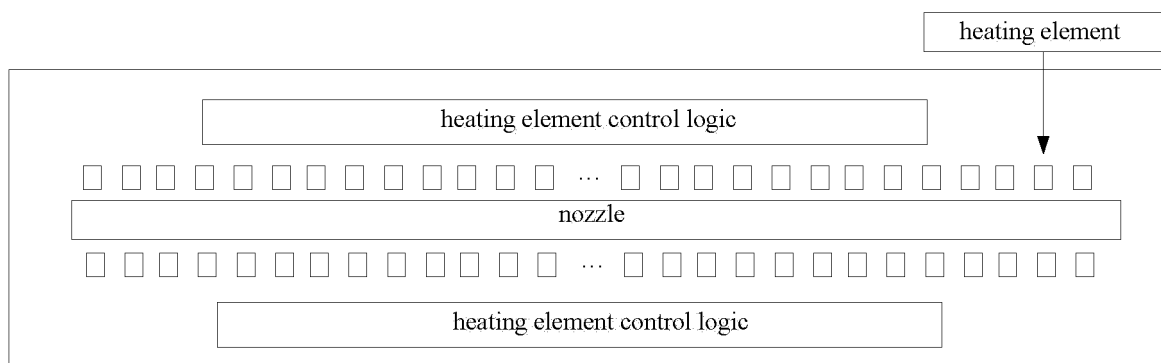 heating element
heating element control logic
...
nozzle
...
heating element control logic